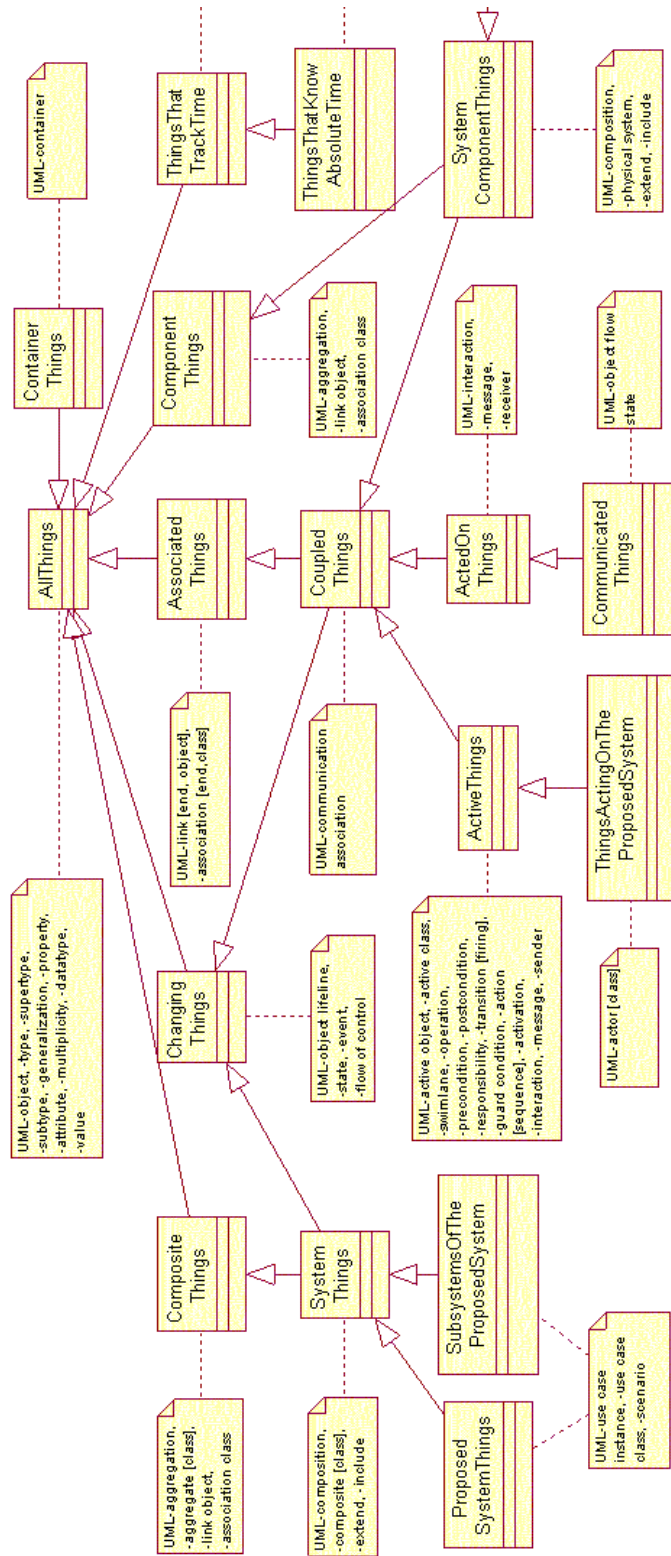 UML-aggregation,
-aggregate [class],
-link object,
-association class
Composite
Things
UML-object, -type, -supertype,
-subtype, -generalization, -property,
-attribute, -multiplicity, -datatype,
-value
AllThings
Container
Things
UML-container
UML-composition,
-composite [class],
-extend, -include
System
Things
Changing
Things
UML-link [end, object],
-association [end,class]
Associated
Things
Component
Things
ThingsThat
TrackTime
Proposed
SystemThings
SubsystemsOfThe
ProposedSystem
UML-object lifeline,
-state, -event,
-flow of control
UML-communication
association
Coupled
Things
UML-aggregation,
-link object,
-association class
ThingsThatKnow
AbsoluteTime
UML-use case
instance, -use case
class, -scenario
UML-active object, -active class,
-swimlane, -operation,
precondition, -postcondition,
-responsibility, -transition [firing],
-guard condition, -action
[sequence], -activation,
-interaction, -message, -sender
ActiveThings
ActedOn
Things
UML-interaction,
-message,
-receiver
System
ComponentThings
UML-actor [class]
ThingsActingOnThe
ProposedSystem
Communicated
Things
UML-object flow
state
UML-composition,
-physical system,
-extend, -include